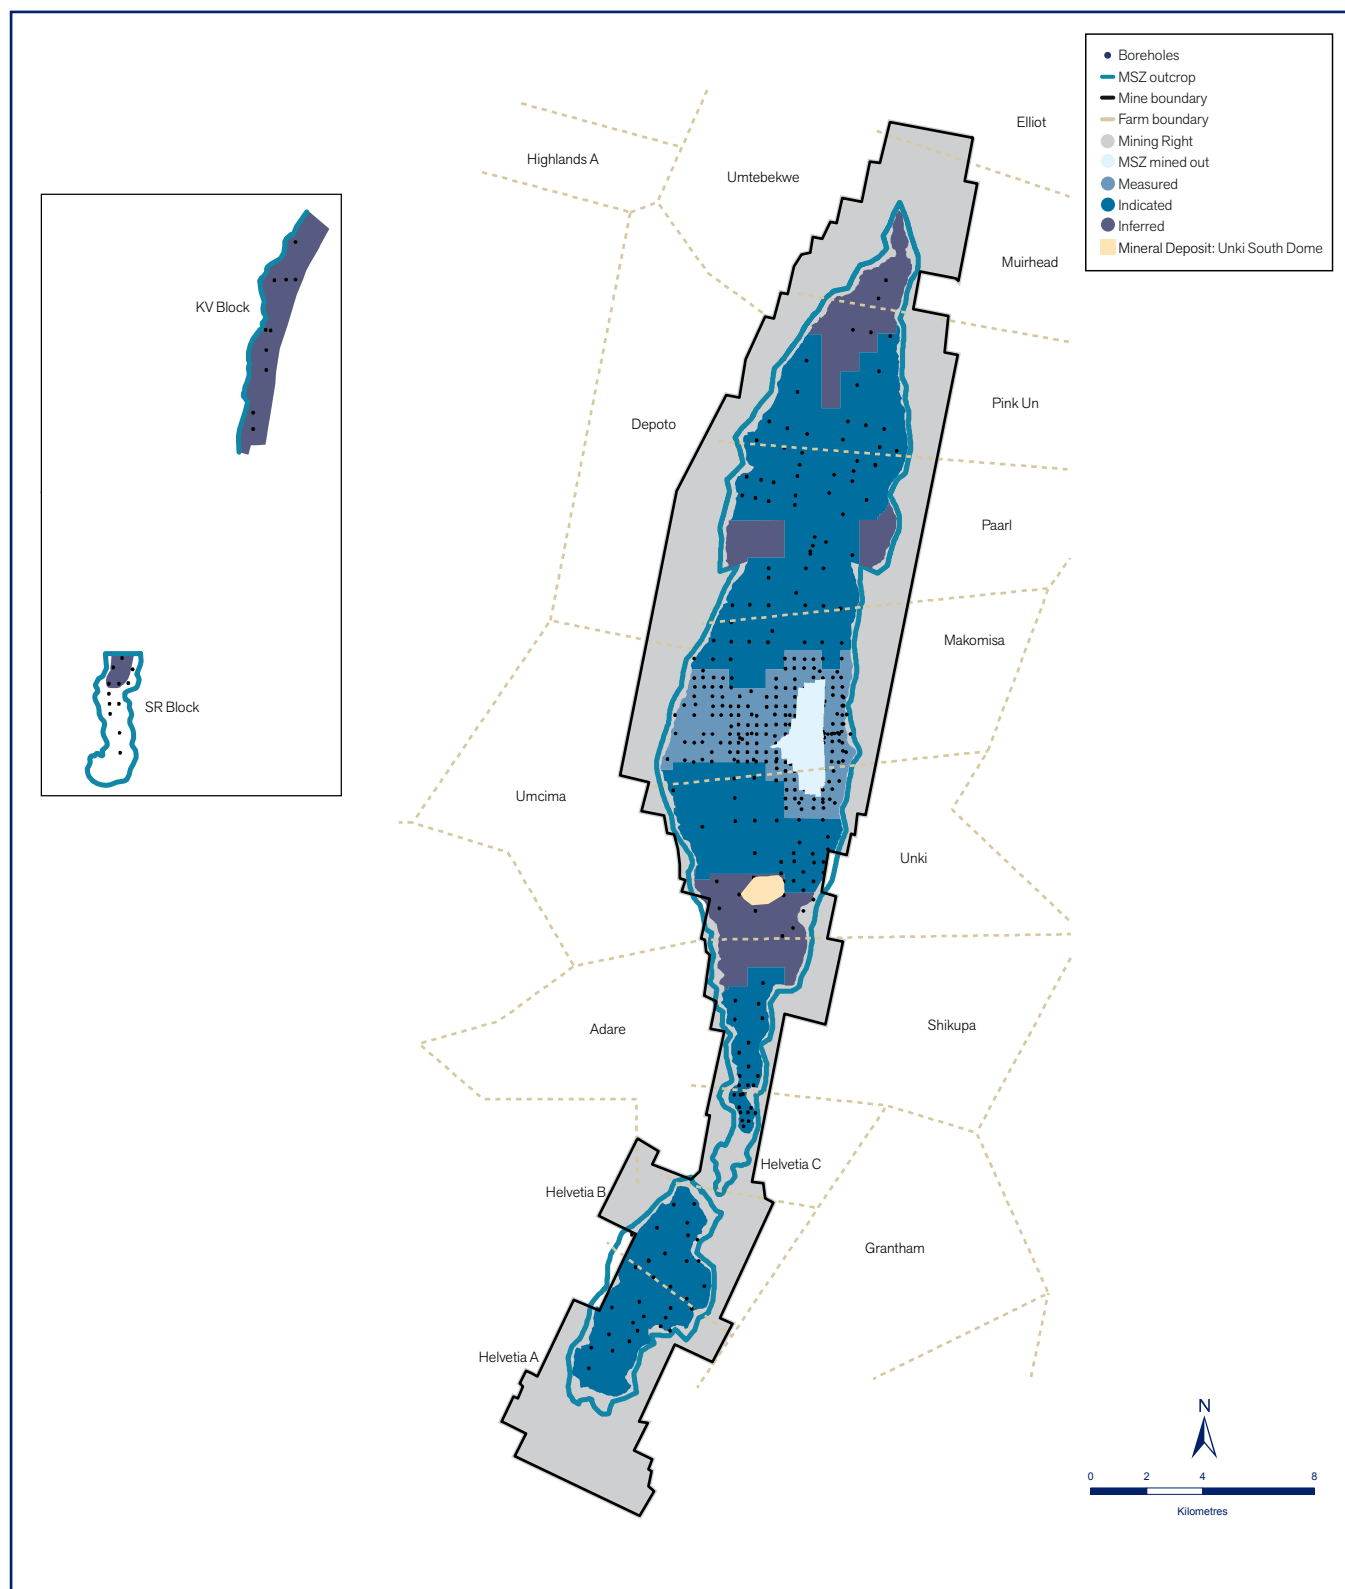 Boreholes
MSZ outcrop
Mine boundary
Farm boundary
Mining Right
MSZ mined out
Measured
Indicated
Inferred
Mineral Deposit: Unki South Dome
Elliot
Highlands A
Umtebekwe
Muirhead
KV Block
Pink Un
Depoto
Paarl
Makomisa
SR Block
Umcima
Unki
Adare
Shikupa
Helvetia C
Helvetia B
Grantham
Helvetia A
N
0 2 4 8
Kilometres